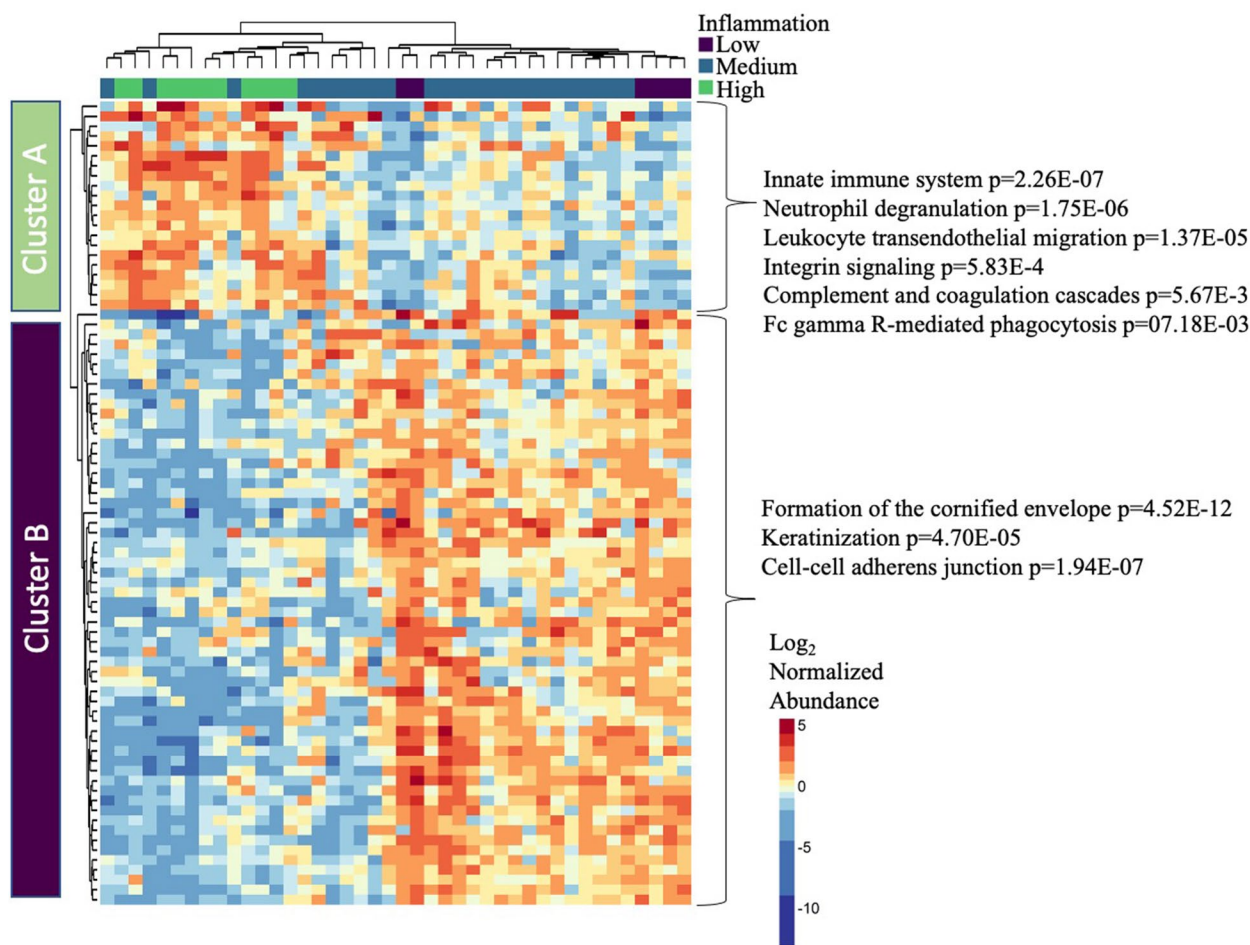 Inflammation
Low
Medium
High
Cluster A
Innate immune system p=2.26E-07
Neutrophil degranulation p=1.75E-06
Leukocyte transendothelial migration p=1.37E-05
Integrin signaling p=5.83E-4
Complement and coagulation cascades p=5.67E-3
Fc gamma R-mediated phagocytosis p=07.18E-03
Cluster B
Formation of the cornified envelope p=4.52E-12
Keratinization p=4.70E-05
Cell-cell adherens junction p=1.94E-07
Log2
Normalized
Abundance
5
0
-5
-10